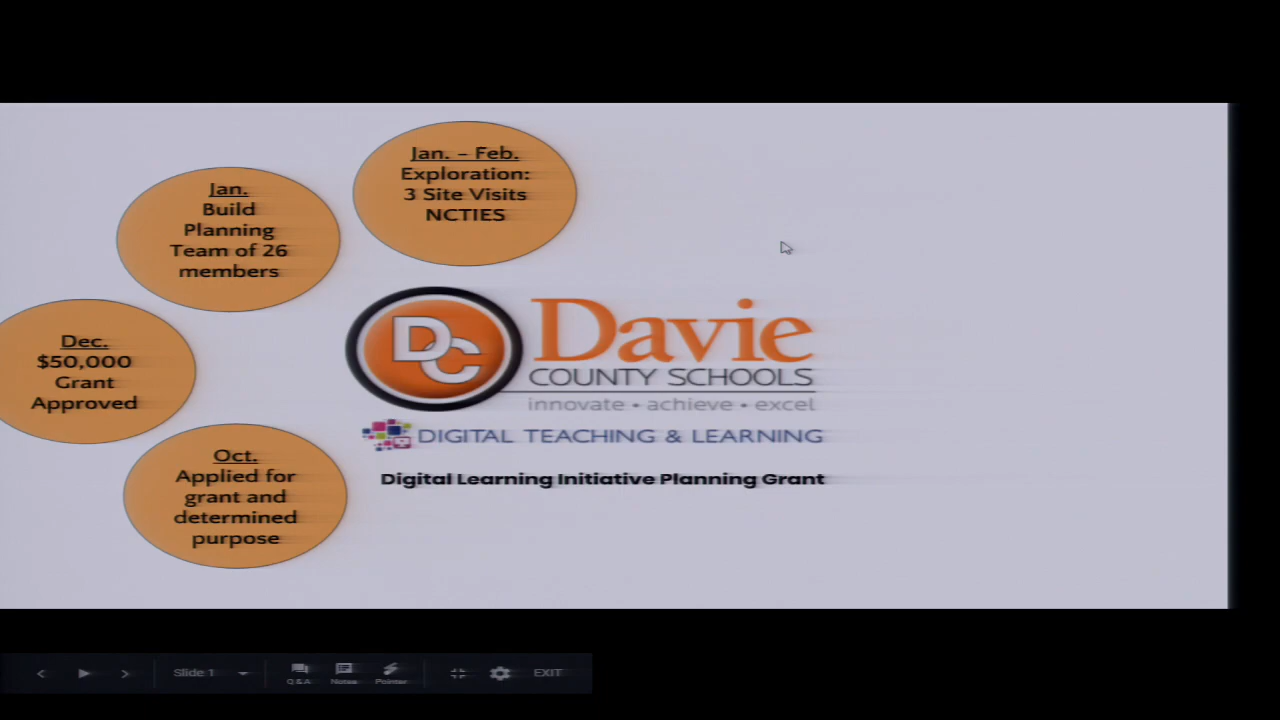 Jan. – Feb.
Exploration:
3 Site Visits
NCTIES
Jan.
Build
Planning
Team of 26
members
Dec.
$50,000
Grant
Approved
Oct.
Applied for
grant and
determined
purpose
DC
Davie
COUNTY SCHOOLS
innovate • achieve • excel
DIGITAL TEACHING & LEARNING
Digital Learning Initiative Planning Grant
Slide 1
Q & A
Notes
Pointer
EXIT